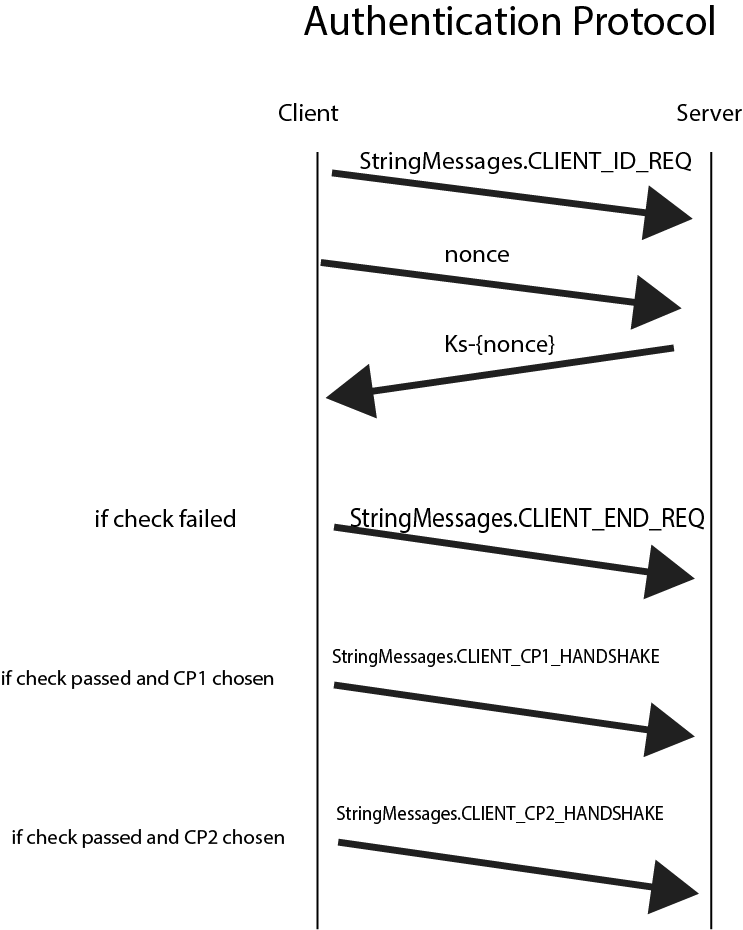 Authentication Protocol
Client
Server
StringMessages.CLIENT_ID_REQ
nonce
Ks-{nonce}
if check failed
StringMessages.CLIENT_END_REQ
StringMessages.CLIENT_CP1_HANDSHAKE
if check passed and CP1 chosen
StringMessages.CLIENT_CP2_HANDSHAKE
if check passed and CP2 chosen